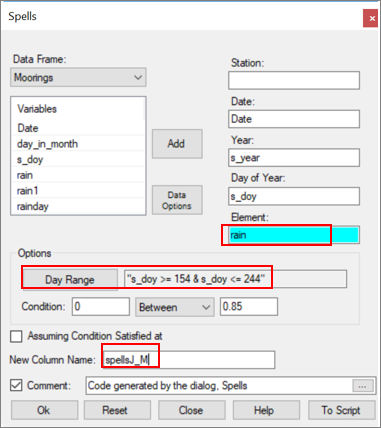 Spells
Data Frame:
Moorings
Variables
Date
day_in_month
s_doy
rain
rain1
rainday
Add
Data
Options
Station:
Date:
Date
Year:
s_year
Day of Year:
s_doy
Element:
rain
Options
Day Range
"s_doy >= 154 & s_doy <= 244"
Condition:
0
Between
0.85
Assuming Condition Satisfied at
New Column Name:
spellsJ_M
Comment:
Code generated by the dialog, Spells
...
Ok
Reset
Close
Help
To Script